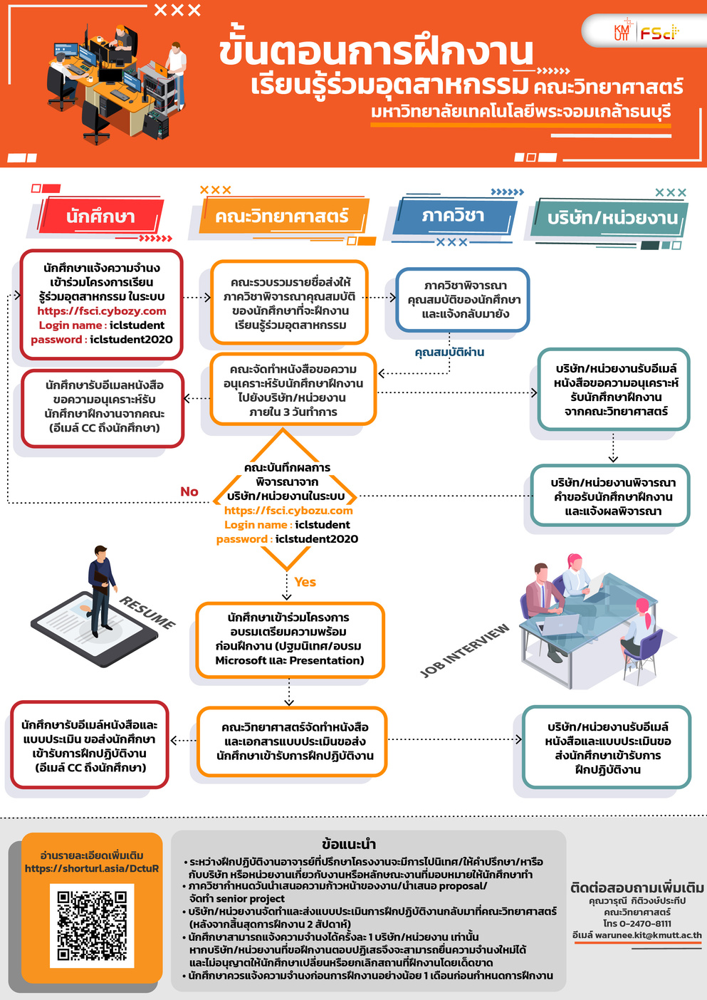 KMUTT
FSci
ขั้นตอนการฝึกงาน
เรียนรู้ร่วมอุตสาหกรรม คณะวิทยาศาสตร์
มหาวิทยาลัยเทคโนโลยีพระจอมเกล้าธนบุรี
นักศึกษา
คณะวิทยาศาสตร์
ภาควิชา
บริษัท/หน่วยงาน
นักศึกษาแจ้งความจำนง
เข้าร่วมโครงการเรียน
รู้ร่วมอุตสาหกรรม ในระบบ
https://fsci.cybozy.com
Login name : iclstudent
password : iclstudent2020
คณะรวบรวมรายชื่อส่งให้
ภาควิชาพิจารณาคุณสมบัติ
ของนักศึกษาที่จะฝึกงาน
เรียนรู้ร่วมอุตสาหกรรม
ภาควิชาพิจารณา
คุณสมบัติของนักศึกษา
และแจ้งกลับมายัง
คุณสมบัติผ่าน
คณะจัดทำหนังสือขอความ
อนุเคราะห์รับนักศึกษาฝึกงาน
ไปยังบริษัท/หน่วยงาน
ภายใน 3 วันทำการ
นักศึกษารับอีเมลหนังสือ
ขอความอนุเคราะห์รับ
นักศึกษาฝึกงานจากคณะ
(อีเมล์ CC ถึงนักศึกษา)
บริษัท/หน่วยงานรับอีเมล์
หนังสือขอความอนุเคราะห์
รับนักศึกษาฝึกงาน
จากคณะวิทยาศาสตร์
บริษัท/หน่วยงานพิจารณา
คำขอรับนักศึกษาฝึกงาน
และแจ้งผลพิจารณา
คณะบันทึกผลการ
พิจารณาจาก
บริษัท/หน่วยงานในระบบ
https://fsci.cybozu.com
Login name : iclstudent
password : iclstudent2020
No
Yes
RESUME
JOB INTERVIEW
นักศึกษาเข้าร่วมโครงการ
อบรมเตรียมความพร้อม
ก่อนฝึกงาน (ปฐมนิเทศ/อบรม
Microsoft และ Presentation)
นักศึกษารับอีเมล์หนังสือและ
แบบประเมิน ขอส่งนักศึกษา
เข้ารับการฝึกปฏิบัติงาน
(อีเมล์ CC ถึงนักศึกษา)
คณะวิทยาศาสตร์จัดทำหนังสือ
และเอกสารแบบประเมินขอส่ง
นักศึกษาเข้ารับการฝึกปฏิบัติงาน
บริษัท/หน่วยงานรับอีเมล์
หนังสือและแบบประเมินขอ
ส่งนักศึกษาเข้ารับการ
ฝึกปฏิบัติงาน
อ่านรายละเอียดเพิ่มเติม
https://shorturl.asia/DctuR
ข้อแนะนำ
• ระหว่างฝึกปฏิบัติงานอาจารย์ที่ปรึกษาโครงงานจะมีการไปนิเทศ/ให้คำปรึกษา/หารือ
กับบริษัท หรือหน่วยงานเกี่ยวกับงานหรือหลักษณะงานที่มอบหมายให้นักศึกษาทำ
• ภาควิชากำหนดวันนำเสนอความก้าวหน้าของงาน/นำเสนอ proposal/
จัดทำ senior project
• บริษัท/หน่วยงานจัดทำและส่งแบบประเมินการฝึกปฏิบัติงานกลับมาที่คณะวิทยาศาสตร์
(หลังจากสิ้นสุดการฝึกงาน 2 สัปดาห์)
• นักศึกษาสามารถแจ้งความจำนงได้ครั้งละ 1 บริษัท/หน่วยงาน เท่านั้น
หากบริษัท/หน่วยงานที่ขอฝึกงานตอบปฏิเสธจึงจะสามารถยื่นความจำนงใหม่ได้
และไม่อนุญาตให้นักศึกษาเปลี่ยนหรือยกเลิกสถานที่ฝึกงานโดยเด็ดขาด
• นักศึกษาควรแจ้งความจำนงก่อนการฝึกงานอย่างน้อย 1 เดือนก่อนกำหนดการฝึกงาน
ติดต่อสอบถามเพิ่มเติม
คุณวารุณี กิติวงษ์ประทีป
คณะวิทยาศาสตร์
โทร 0-2470-8111
อีเมล์ warunee.kit@kmutt.ac.th